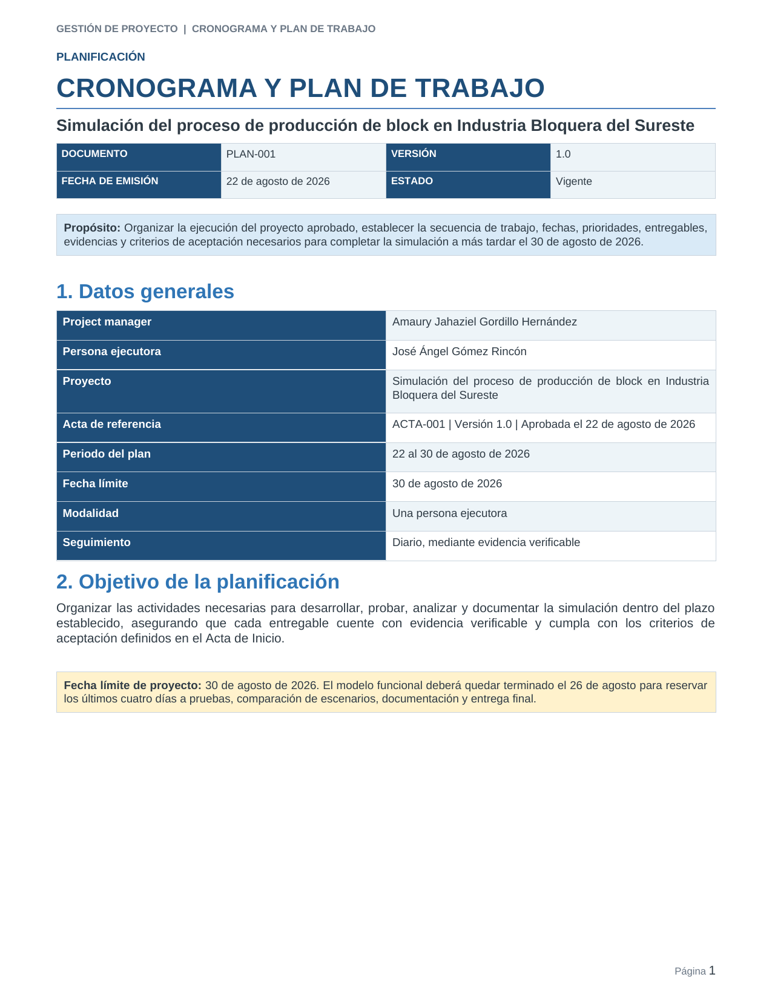 GESTIÓN DE PROYECTO | CRONOGRAMA Y PLAN DE TRABAJO
PLANIFICACIÓN
CRONOGRAMA Y PLAN DE TRABAJO
Simulación del proceso de producción de block en Industria Bloquera del Sureste
DOCUMENTO PLAN-001 VERSIÓN 1.0
FECHA DE EMISIÓN 22 de agosto de 2026 ESTADO Vigente
Propósito: Organizar la ejecución del proyecto aprobado, establecer la secuencia de trabajo, fechas, prioridades, entregables,
evidencias y criterios de aceptación necesarios para completar la simulación a más tardar el 30 de agosto de 2026.
1. Datos generales
Project manager Amaury Jahaziel Gordillo Hernández
Persona ejecutora José Ángel Gómez Rincón
Proyecto Simulación del proceso de producción de block en Industria
Bloquera del Sureste
Acta de referencia ACTA-001 | Versión 1.0 | Aprobada el 22 de agosto de 2026
Periodo del plan 22 al 30 de agosto de 2026
Fecha límite 30 de agosto de 2026
Modalidad Una persona ejecutora
Seguimiento Diario, mediante evidencia verificable
2. Objetivo de la planificación
Organizar las actividades necesarias para desarrollar, probar, analizar y documentar la simulación dentro del plazo
establecido, asegurando que cada entregable cuente con evidencia verificable y cumpla con los criterios de
aceptación definidos en el Acta de Inicio.
Fecha límite de proyecto: 30 de agosto de 2026. El modelo funcional deberá quedar terminado el 26 de agosto para reservar
los últimos cuatro días a pruebas, comparación de escenarios, documentación y entrega final.
Página 1